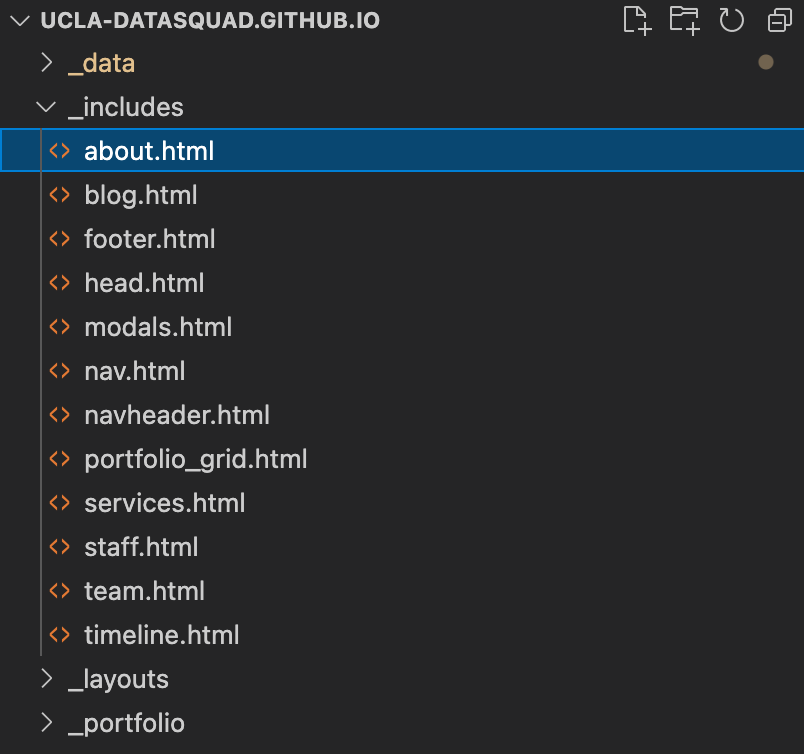 UCLA-DATASQUAD.GITHUB.IO
_data
_includes
about.html
blog.html
footer.html
head.html
modals.html
nav.html
navheader.html
portfolio_grid.html
services.html
staff.html
team.html
timeline.html
_layouts
_portfolio